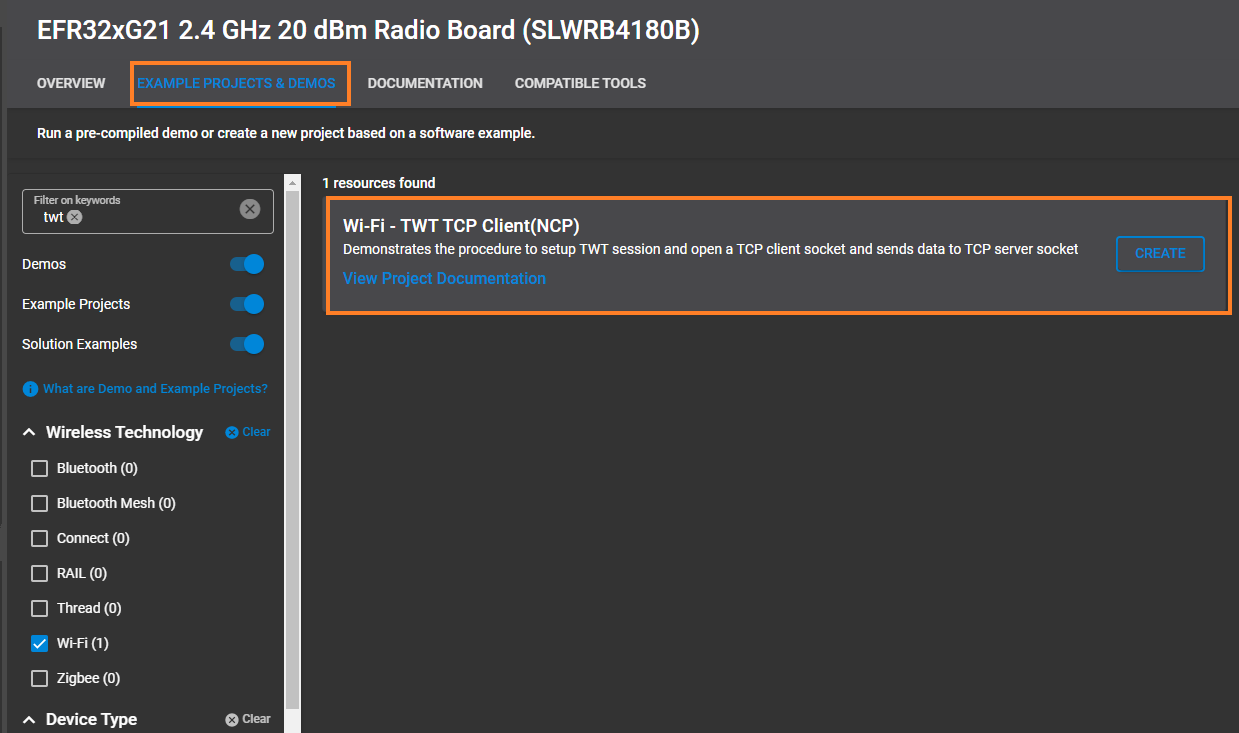 EFR32xG21 2.4 GHz 20 dBm Radio Board (SLWRB4180B)
OVERVIEW EXAMPLE PROJECTS & DEMOS DOCUMENTATION COMPATIBLE TOOLS
Run a pre-compiled demo or create a new project based on a software example.
Filter on keywords
twt
Demos
Example Projects
Solution Examples
What are Demo and Example Projects?
Wireless Technology Clear
Bluetooth (0)
Bluetooth Mesh (0)
Connect (0)
RAIL (0)
Thread (0)
Wi-Fi (1)
Zigbee (0)
Device Type Clear
1 resources found
Wi-Fi - TWT TCP Client(NCP)
Demonstrates the procedure to setup TWT session and open a TCP client socket and sends data to TCP server socket
View Project Documentation
CREATE